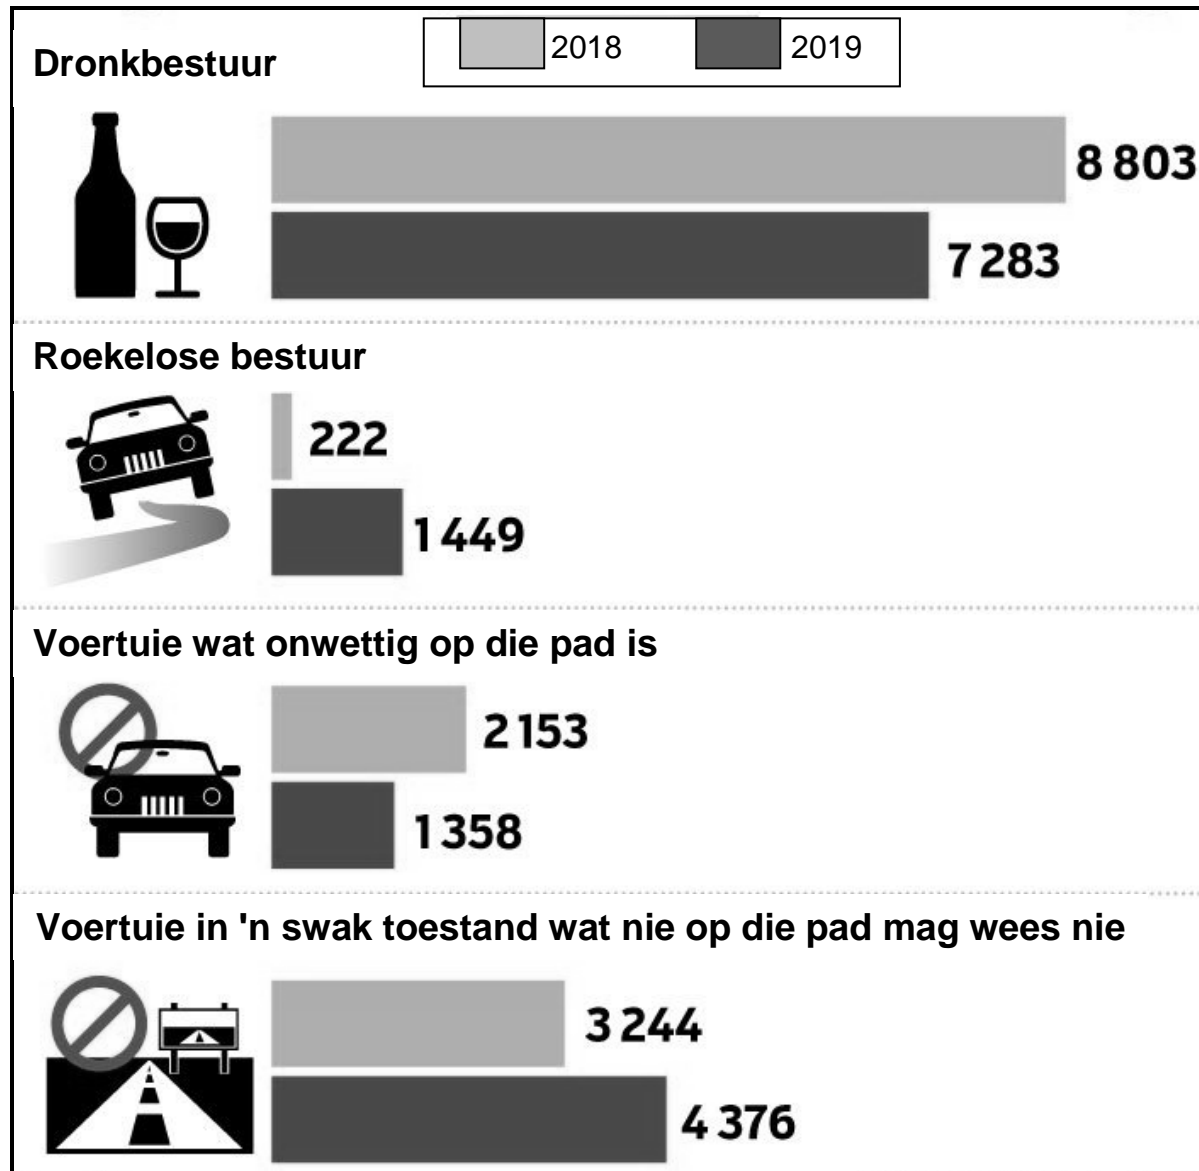 Dronkbestuur
2018 2019
8 803
7 283
Roekelose bestuur
222
1 449
Voertuie wat onwettig op die pad is
2 153
1 358
Voertuie in 'n swak toestand wat nie op die pad mag wees nie
3 244
4 376